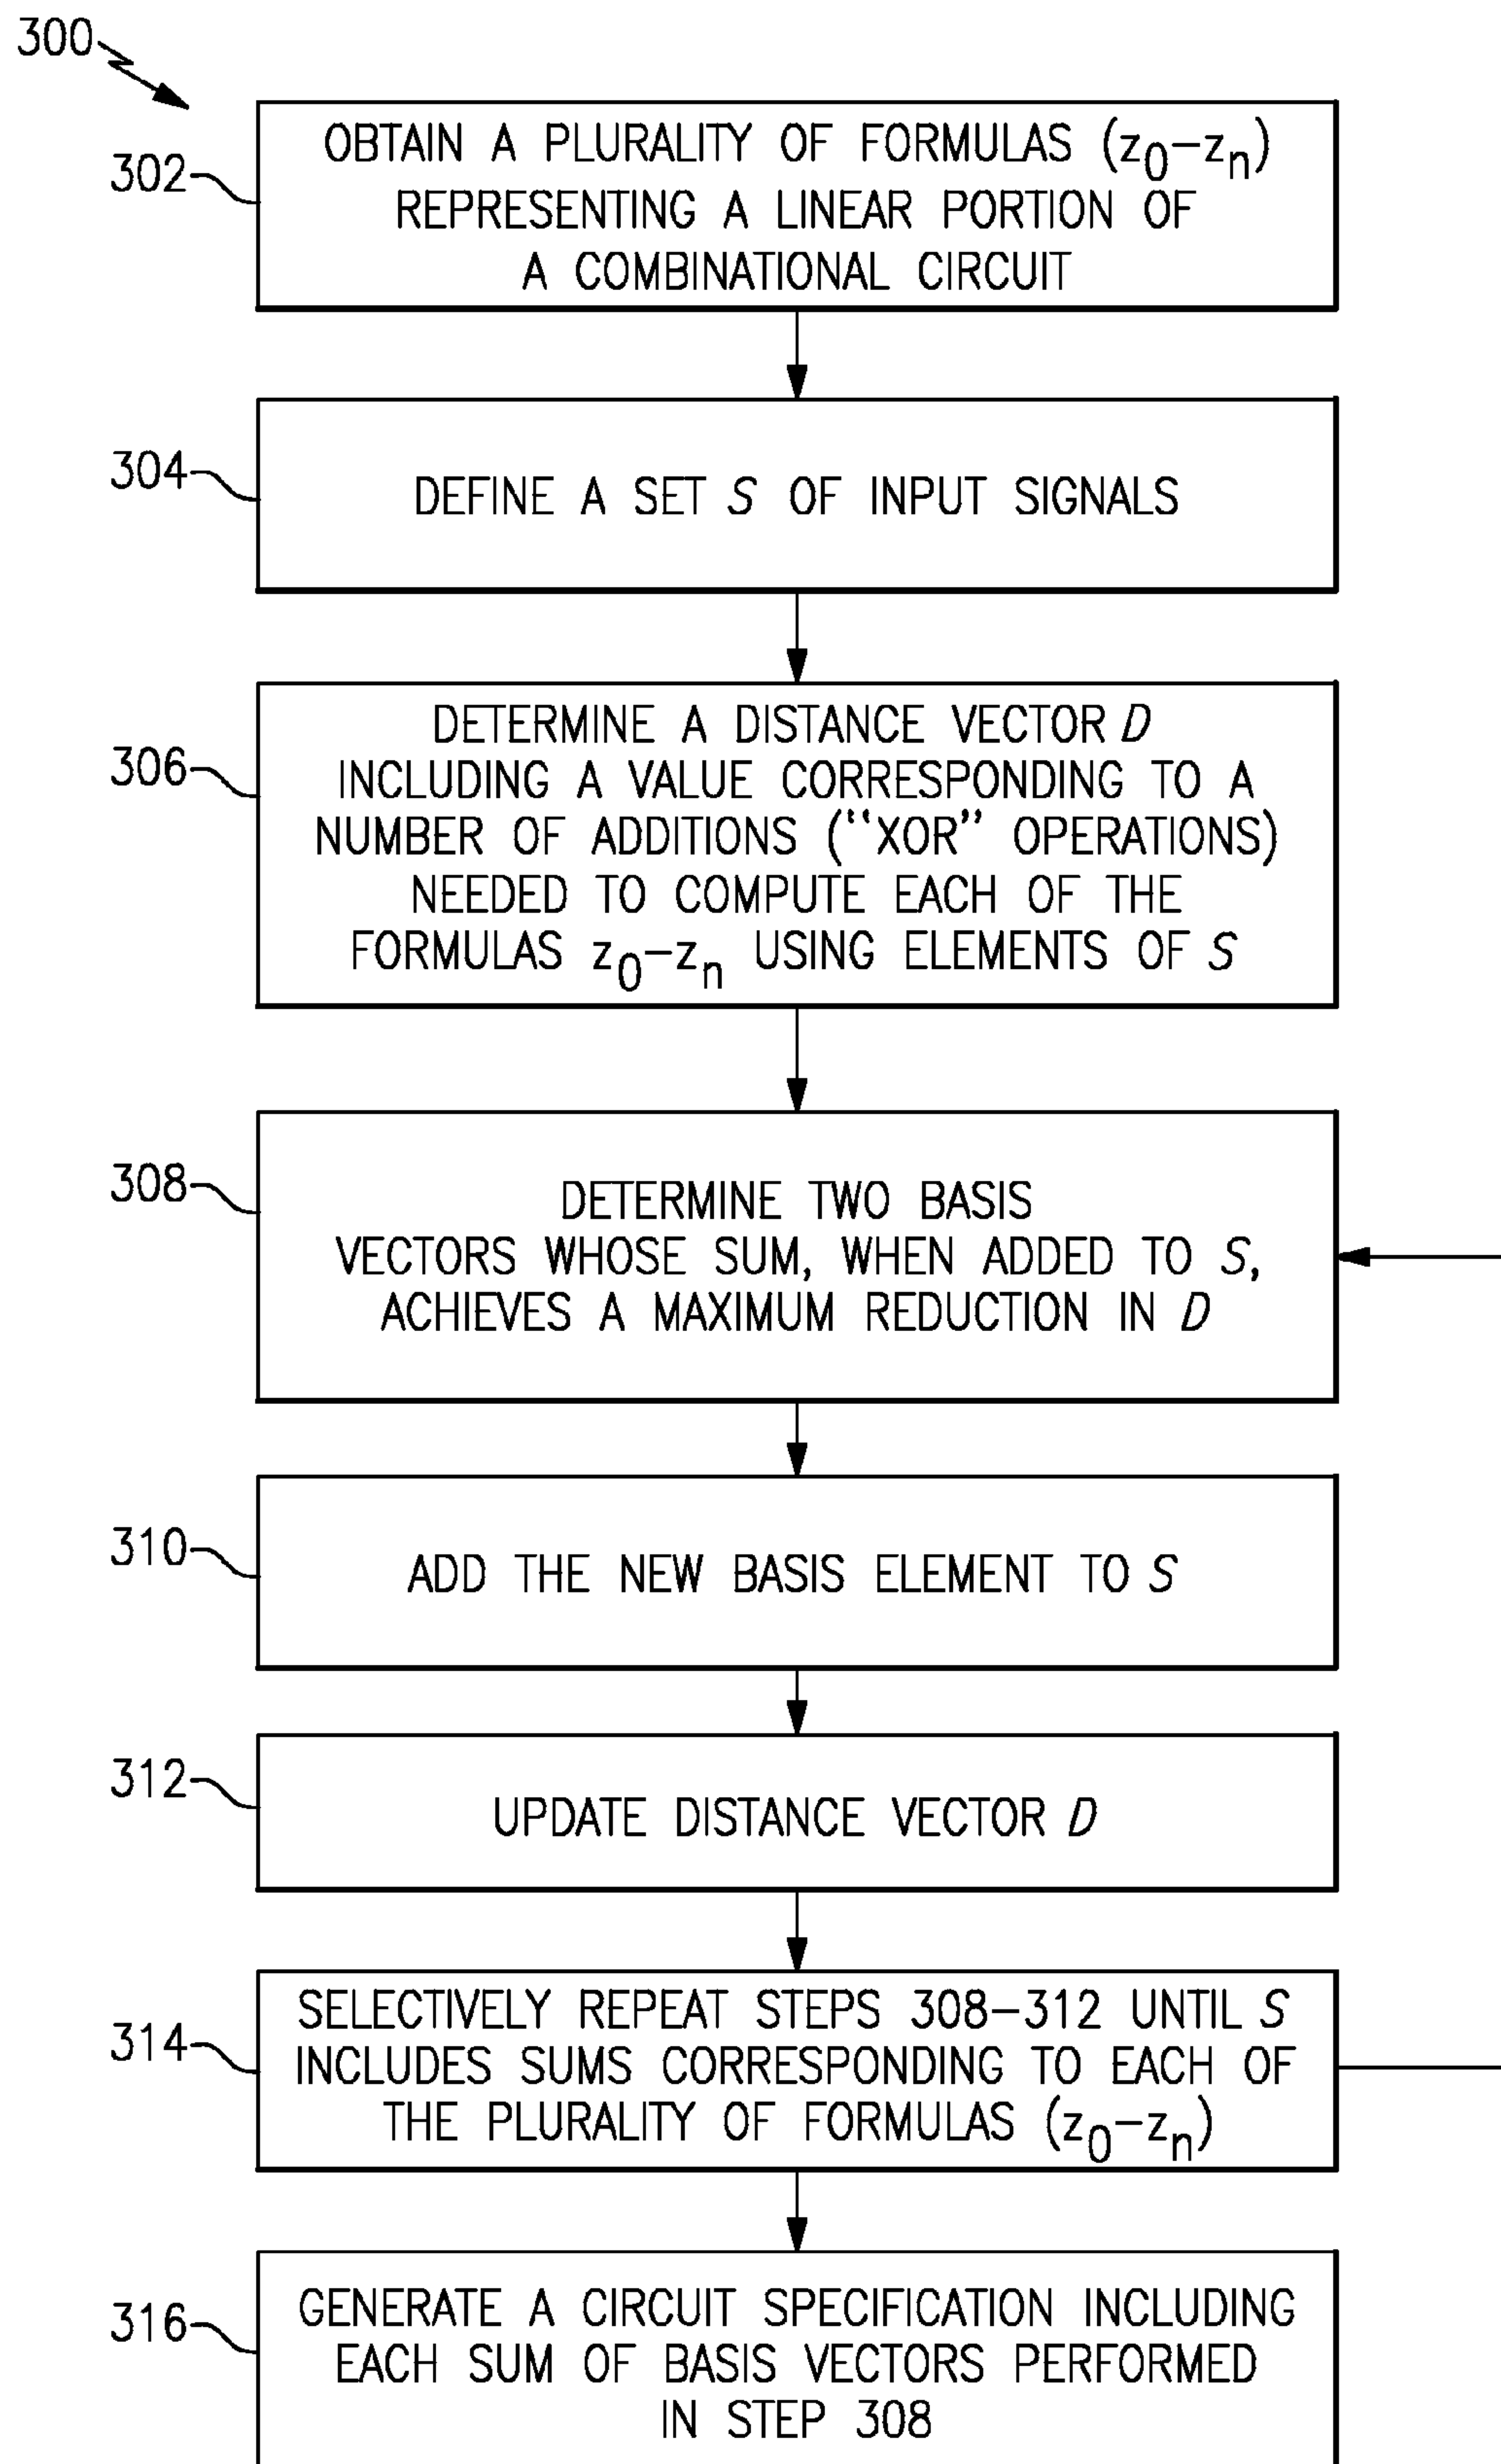 300
302
OBTAIN A PLURALITY OF FORMULAS (z0–zn)
REPRESENTING A LINEAR PORTION OF
A COMBINATIONAL CIRCUIT
304
DEFINE A SET S OF INPUT SIGNALS
306
DETERMINE A DISTANCE VECTOR D
INCLUDING A VALUE CORRESPONDING TO A
NUMBER OF ADDITIONS (“XOR” OPERATIONS)
NEEDED TO COMPUTE EACH OF THE
FORMULAS z0–zn USING ELEMENTS OF S
308
DETERMINE TWO BASIS
VECTORS WHOSE SUM, WHEN ADDED TO S,
ACHIEVES A MAXIMUM REDUCTION IN D
310
ADD THE NEW BASIS ELEMENT TO S
312
UPDATE DISTANCE VECTOR D
314
SELECTIVELY REPEAT STEPS 308–312 UNTIL S
INCLUDES SUMS CORRESPONDING TO EACH OF
THE PLURALITY OF FORMULAS (z0–zn)
316
GENERATE A CIRCUIT SPECIFICATION INCLUDING
EACH SUM OF BASIS VECTORS PERFORMED
IN STEP 308